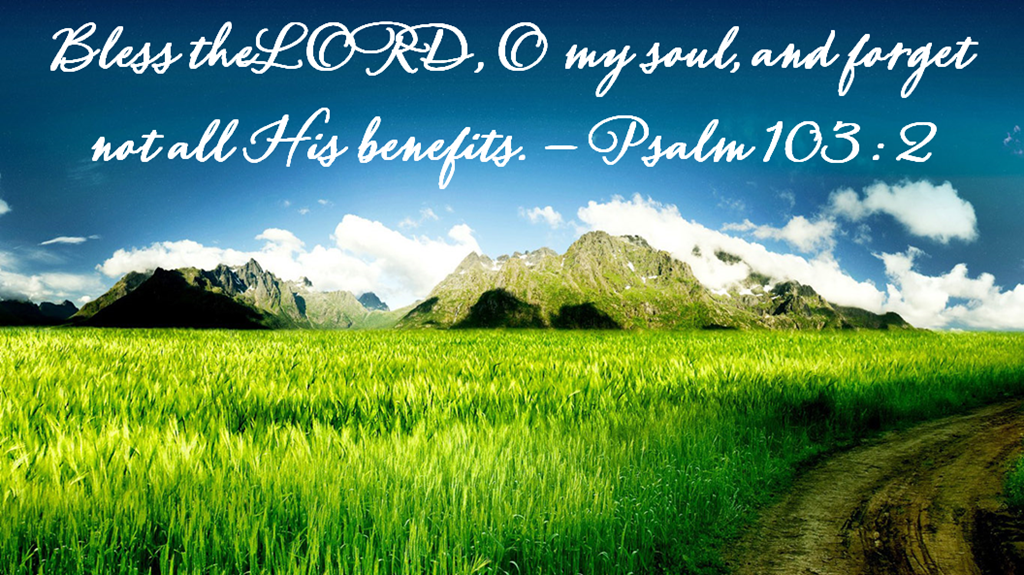 Bless theLORD, O my soul, and forget
not all His benefits. – Psalm 103 : 2